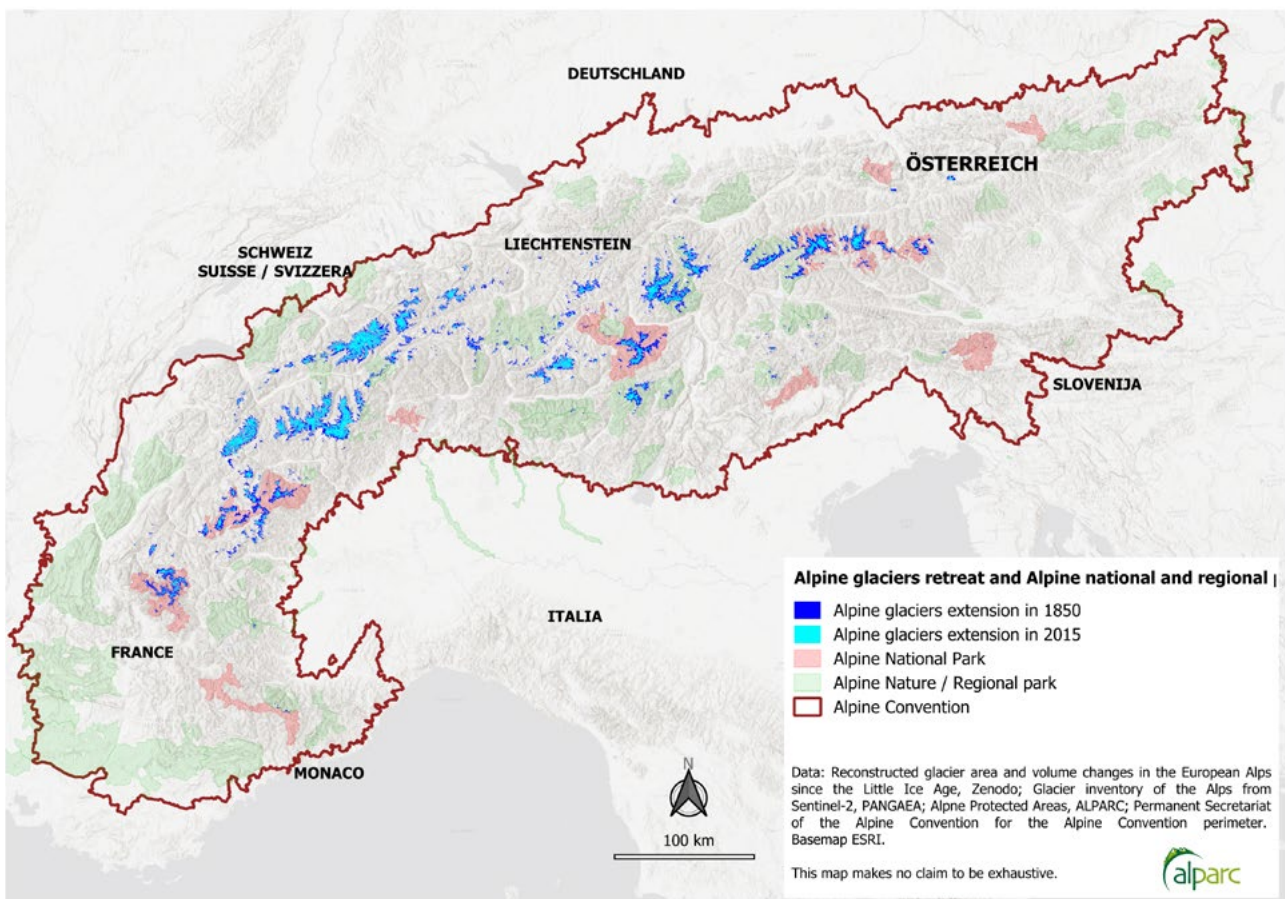 DEUTSCHLAND
ÖSTERREICH
LIECHTENSTEIN
SCHWEIZ
SUISSE / SVIZZERA
SLOVENIJA
ITALIA
FRANCE
MONACO
N
100 km
Alpine glaciers retreat and Alpine national and regional
Alpine glaciers extension in 1850
Alpine glaciers extension in 2015
Alpine National Park
Alpine Nature / Regional park
Alpine Convention
Data: Reconstructed glacier area and volume changes in the European Alps
since the Little Ice Age, Zenodo; Glacier inventory of the Alps from
Sentinel-2, PANGAEA; Alpne Protected Areas, ALPARC; Permanent Secretariat
of the Alpine Convention for the Alpine Convention perimeter.
Basemap ESRI.
This map makes no claim to be exhaustive.
alparc